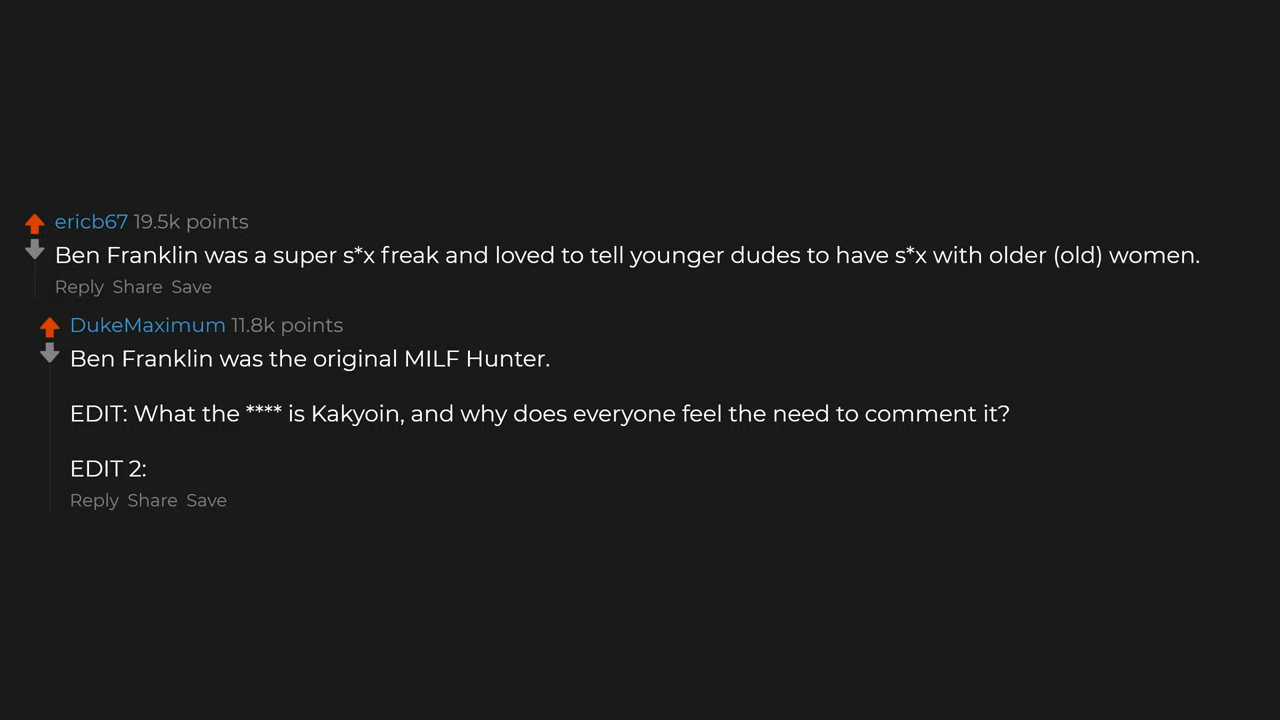 ericb67 19.5k points
Ben Franklin was a super s*x freak and loved to tell younger dudes to have s*x with older (old) women.
Reply Share Save
DukeMaximum 11.8k points
Ben Franklin was the original MILF Hunter.
EDIT: What the **** is Kakyoin, and why does everyone feel the need to comment it?
EDIT 2:
Reply Share Save